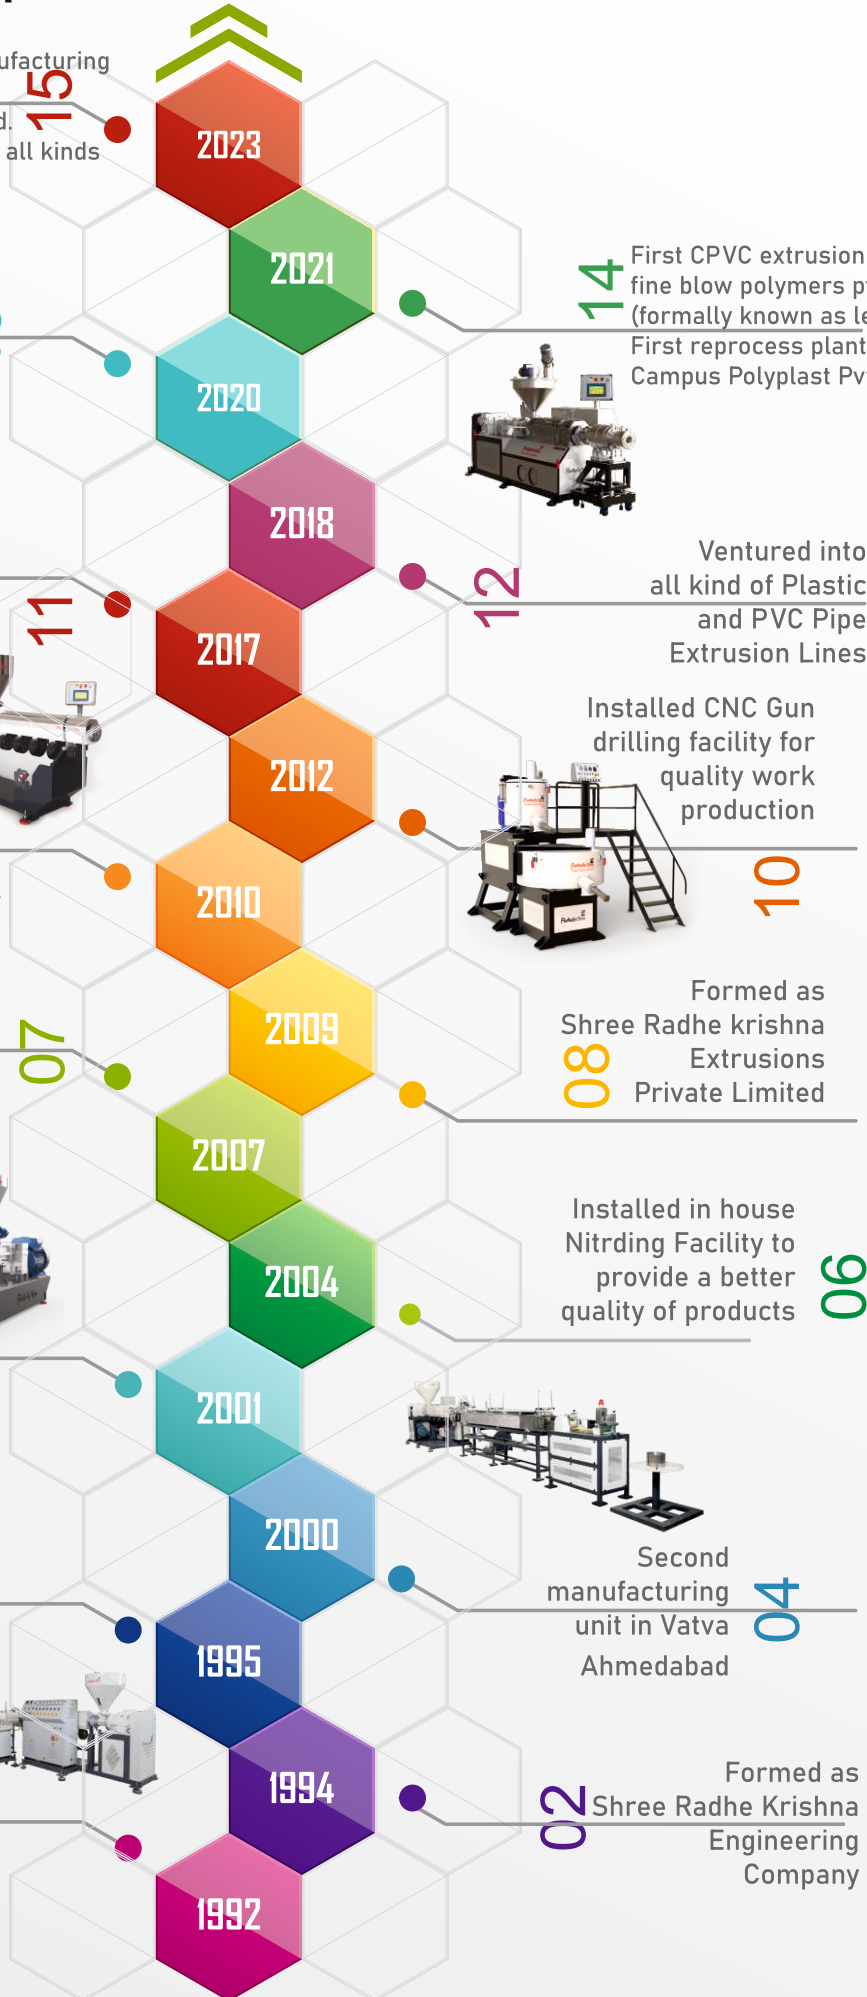 ufacturing
15
d.
all kinds
2023
2021
14
First CPVC extrusion
fine blow polymers
(formally known as
First reprocess plant
Campus Polyplast
2020
2018
12
Ventured into
all kind of Plastic
and PVC Pipe
Extrusion Lines
11
2017
Installed CNC Gun
drilling facility for
quality work
production
2012
10
2010
Formed as
Shree Radhe krishna
Extrusions
Private Limited
08
2009
07
2007
Installed in house
Nitrding Facility to
provide a better
quality of products
06
2004
2001
2000
Second
manufacturing
unit in Vatva
Ahmedabad
04
1995
1994
02
Formed as
Shree Radhe Krishna
Engineering
Company
1992